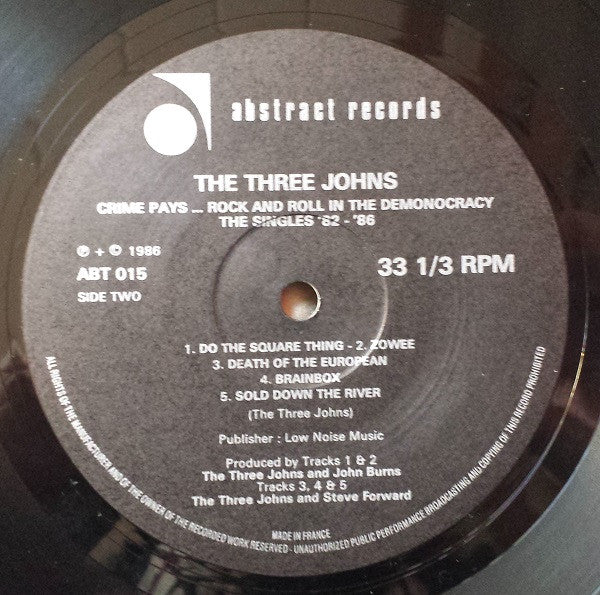 abstract records
THE THREE JOHNS
CRIME PAYS ... ROCK AND ROLL IN THE DEMONOCRACY
THE SINGLES '82 - '86
℗ + © 1986
ABT 015
SIDE TWO
33 1/3 RPM
1. DO THE SQUARE THING - 2. ZOWEE
3. DEATH OF THE EUROPEAN
4. BRAINBOX
5. SOLD DOWN THE RIVER
(The Three Johns)
Publisher : Low Noise Music
Produced by Tracks 1 & 2
The Three Johns and John Burns
Tracks 3, 4 & 5
The Three Johns and Steve Forward
MADE IN FRANCE
ALL RIGHTS OF THE MANUFACTURER AND OF THE OWNER OF THE RECORDED WORK RESERVED - UNAUTHORIZED PUBLIC PERFORMANCE BROADCASTING AND COPYING OF THIS RECORD PROHIBITED